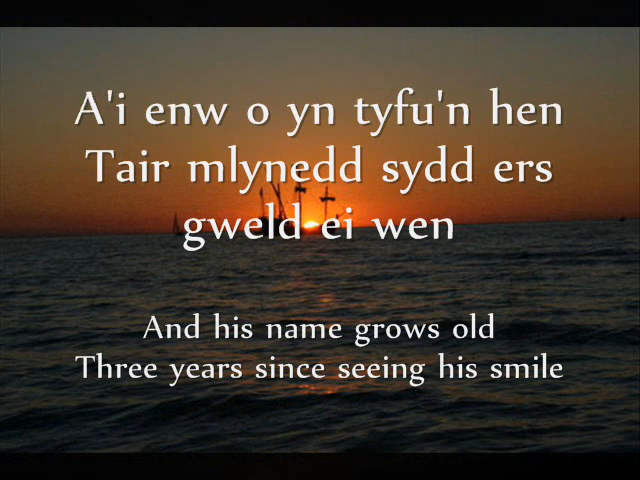 A'i enw o yn tyfu'n hen
Tair mlynedd sydd ers
gweld ei wen
And his name grows old
Three years since seeing his smile